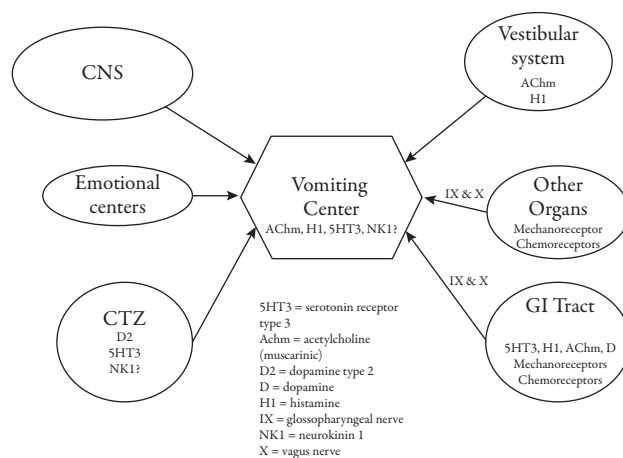 CNS
Vestibular
system
AChm
H1
Emotional
centers
Vomiting
Center
AChm, H1, 5HT3, NK1?
IX & X
Other
Organs
Mechanoreceptor
Chemoreceptors
CTZ
D2
5HT3
NK1?
IX & X
GI Tract
5HT3, H1, AChm, D
Mechanoreceptors
Chemoreceptors
5HT3 = serotonin receptor
type 3
Achm = acetylcholine
(muscarinic)
D2 = dopamine type 2
D = dopamine
H1 = histamine
IX = glossopharyngeal nerve
NK1 = neurokinin 1
X = vagus nerve